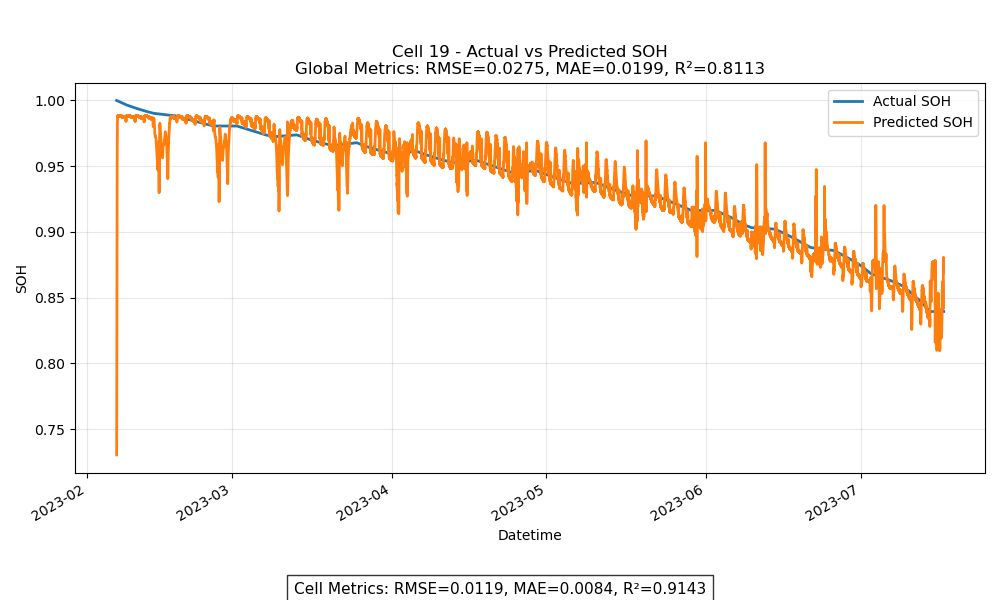 Cell 19 - Actual vs Predicted SOH
Global Metrics: RMSE=0.0275, MAE=0.0199, R²=0.8113
Actual SOH
Predicted SOH
1.00
0.95
0.90
0.85
0.80
0.75
SOH
2023-02
2023-03
2023-04
2023-05
2023-06
2023-07
Datetime
Cell Metrics: RMSE=0.0119, MAE=0.0084, R²=0.9143